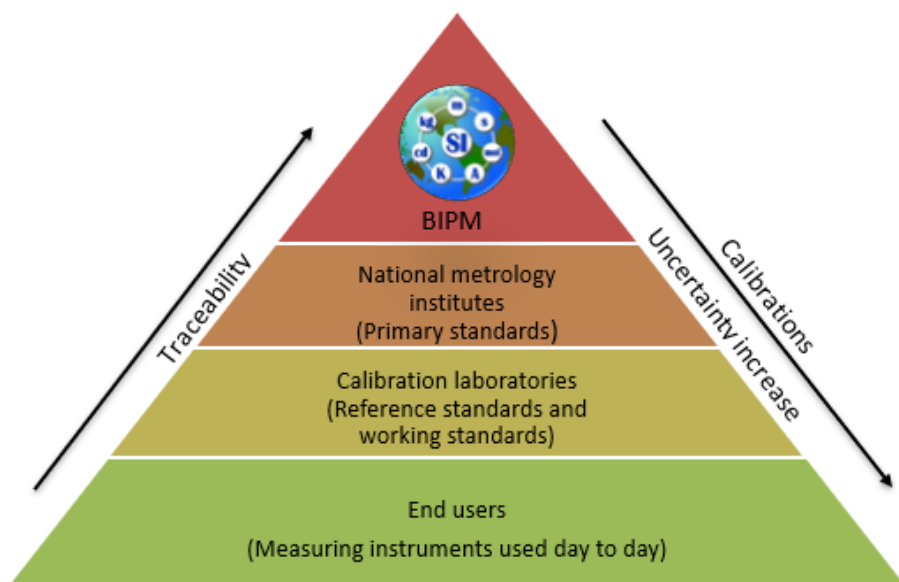 m
kg
s
SI
cd
mol
K
A
BIPM
National metrology
institutes
(Primary standards)
Calibration laboratories
(Reference standards and
working standards)
End users
(Measuring instruments used day to day)
Traceability
Calibrations
Uncertainty increase